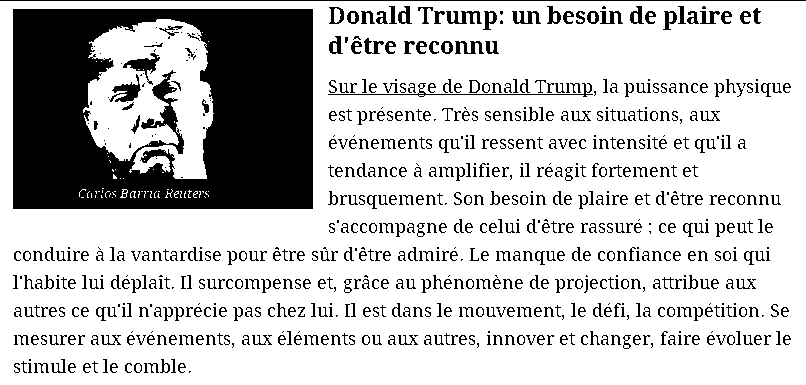 Donald Trump: un besoin de plaire et
d'être reconnu
Sur le visage de Donald Trump, la puissance physique
est présente. Très sensible aux situations, aux
événements qu'il ressent avec intensité et qu'il a
tendance à amplifier, il réagit fortement et
brusquement. Son besoin de plaire et d'être reconnu
s'accompagne de celui d'être rassuré ; ce qui peut le
conduire à la vantardise pour être sûr d'être admiré. Le manque de confiance en soi qui
l'habite lui déplaît. Il surcompense et, grâce au phénomène de projection, attribue aux
autres ce qu'il n'apprécie pas chez lui. Il est dans le mouvement, le défi, la compétition. Se
mesurer aux événements, aux éléments ou aux autres, innover et changer, faire évoluer le
stimule et le comble.
Carlos Barria Reuters